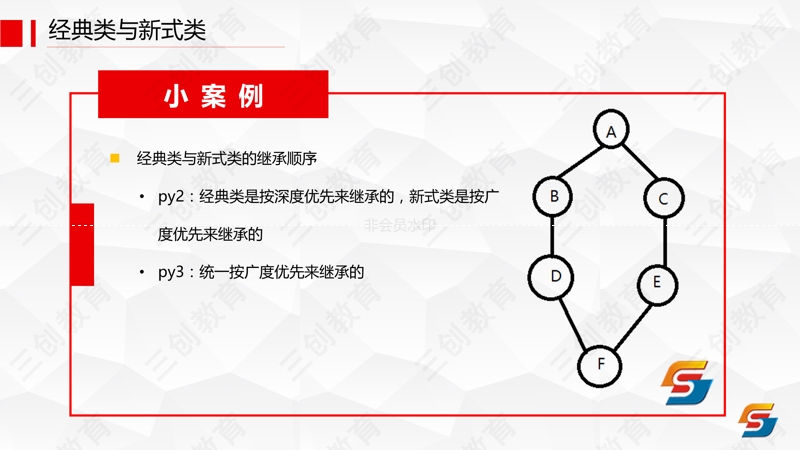 经典类与新式类
小 案 例
经典类与新式类的继承顺序
• py2：经典类是按深度优先来继承的，新式类是按广
度优先来继承的
• py3：统一按广度优先来继承的
非会员水印
A
B
C
D
E
F
三创教育